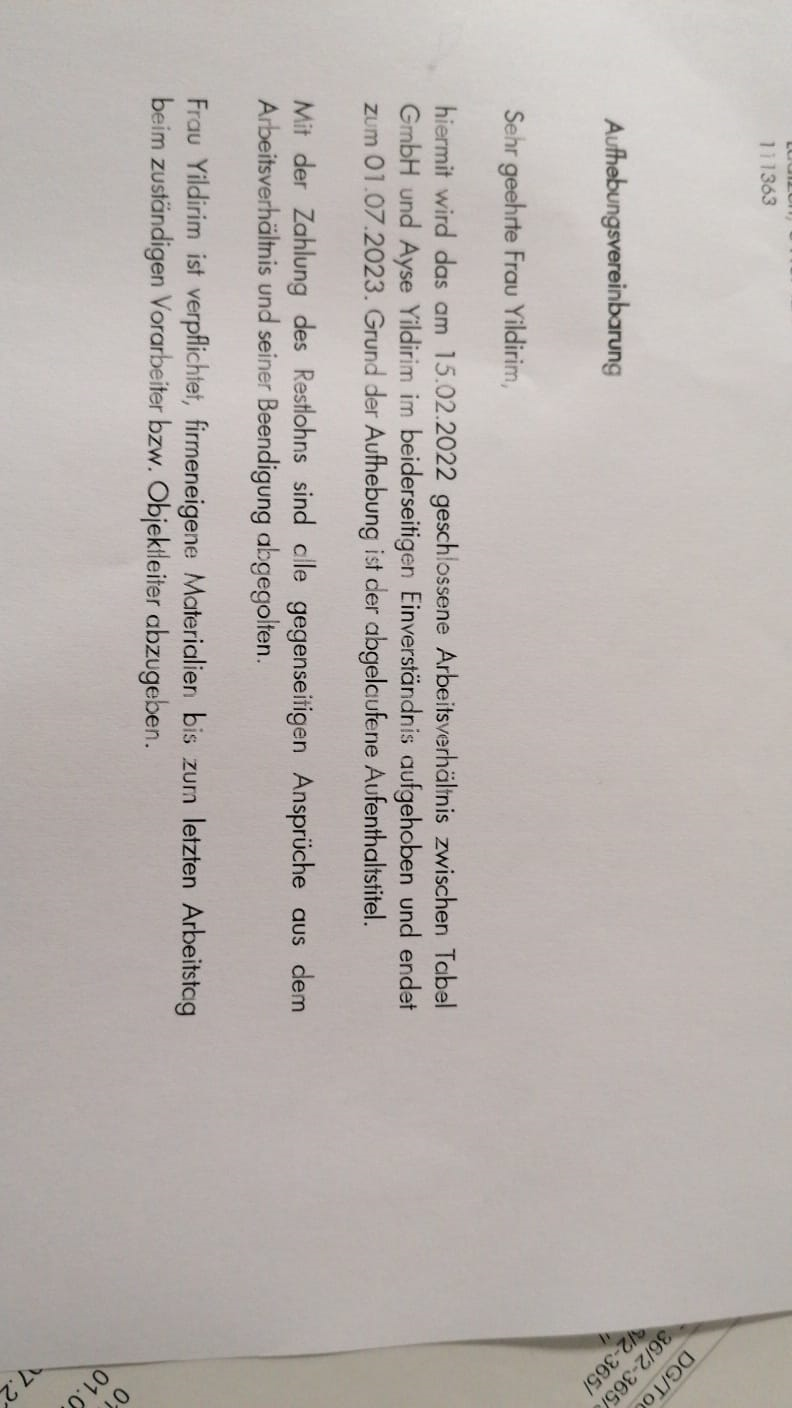 111363
Aufhebungsvereinbarung
Sehr geehrte Frau Yildirim,
hiermit wird das am 15.02.2022 geschlossene Arbeitsverhältnis zwischen Tabel
GmbH und Ayse Yildirim im beiderseitigen Einverständnis aufgehoben und endet
zum 01.07.2023. Grund der Aufhebung ist der abgelaufene Aufenthaltstitel.
Mit der Zahlung des Restlohns sind alle gegenseitigen Ansprüche aus dem
Arbeitsverhältnis und seiner Beendigung abgegolten.
Frau Yildirim ist verpflichtet, firmeneigene Materialien bis zum letzten Arbeitstag
beim zuständigen Vorarbeiter bzw. Objektleiter abzugeben.